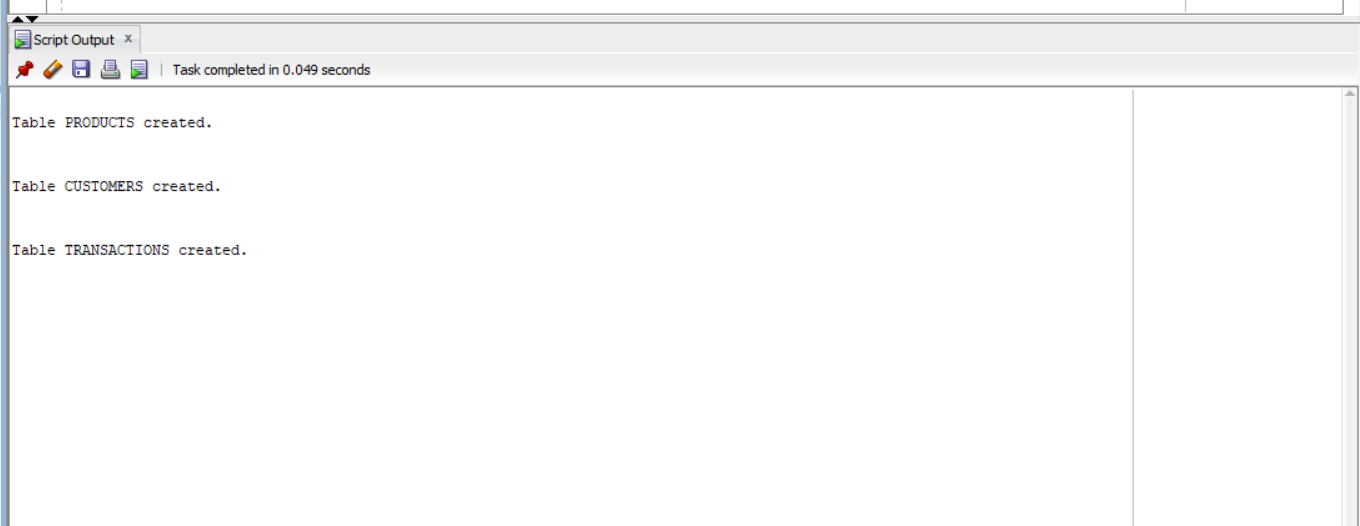 Script Output x
Task completed in 0.049 seconds
Table PRODUCTS created.
Table CUSTOMERS created.
Table TRANSACTIONS created.